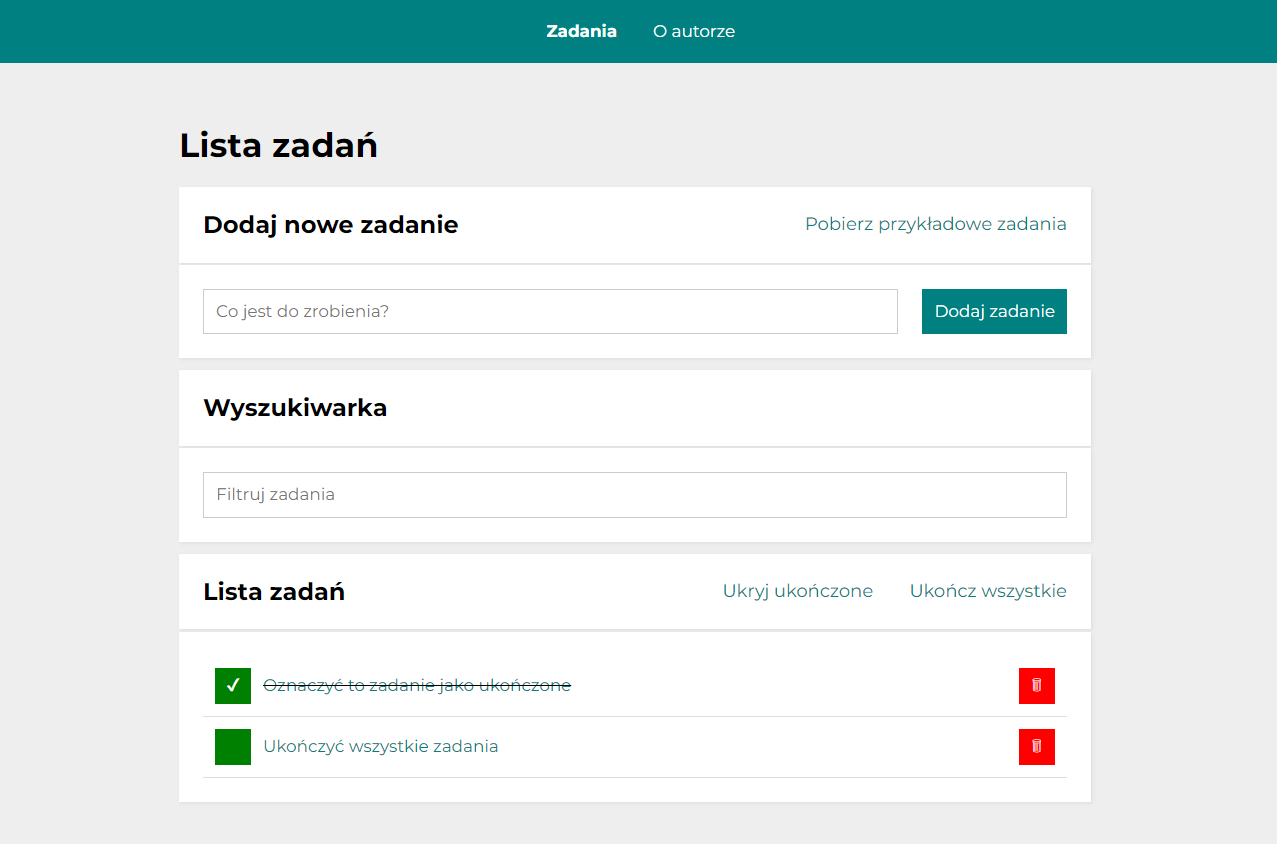 Zadania O autorze
Lista zadań
Dodaj nowe zadanie Pobierz przykładowe zadania
Co jest do zrobienia? Dodaj zadanie
Wyszukiwarka
Filtruj zadania
Lista zadań Ukryj ukończone Ukończ wszystkie
Oznaczyć to zadanie jako ukończone
Ukończyć wszystkie zadania